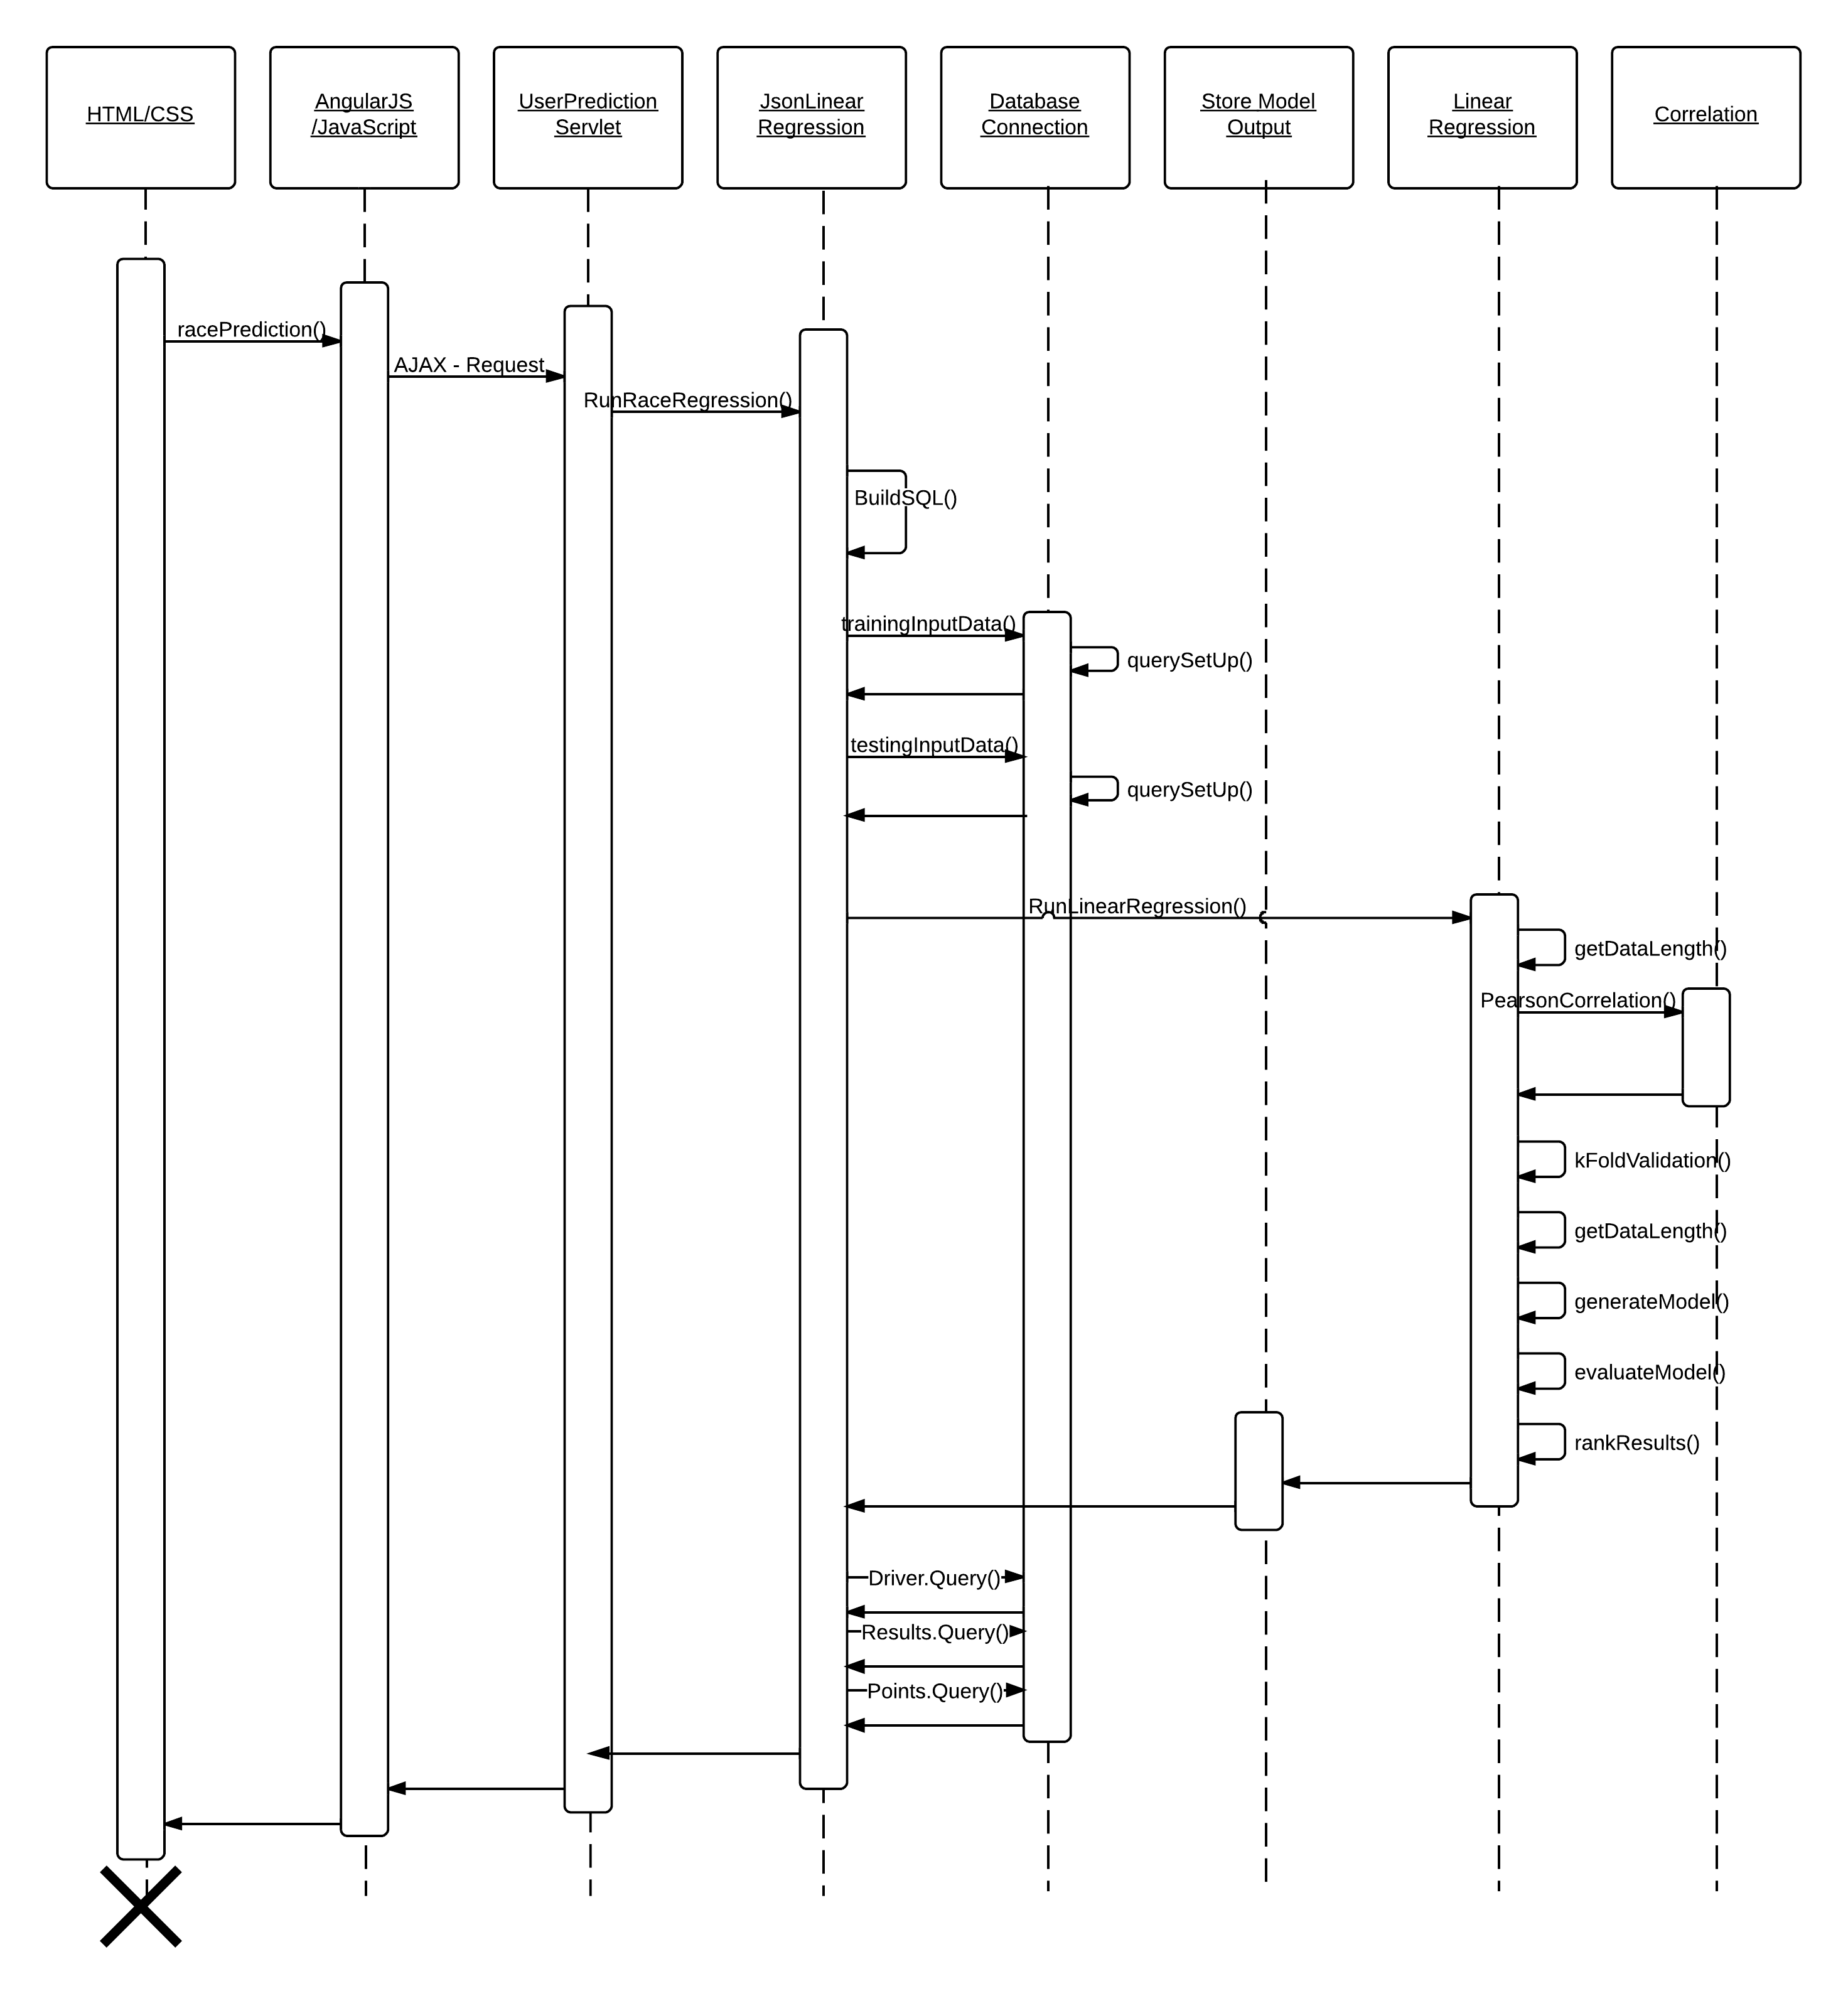 HTML/CSS
AngularJS
/JavaScript
UserPrediction
Servlet
JsonLinear
Regression
Database
Connection
Store Model
Output
Linear
Regression
Correlation
racePrediction()
AJAX - Request
RunRaceRegression()
BuildSQL()
trainingInputData()
querySetUp()
testingInputData()
querySetUp()
RunLinearRegression()
getDataLength()
PearsonCorrelation()
kFoldValidation()
getDataLength()
generateModel()
evaluateModel()
rankResults()
Driver.Query()
Results.Query()
Points.Query()